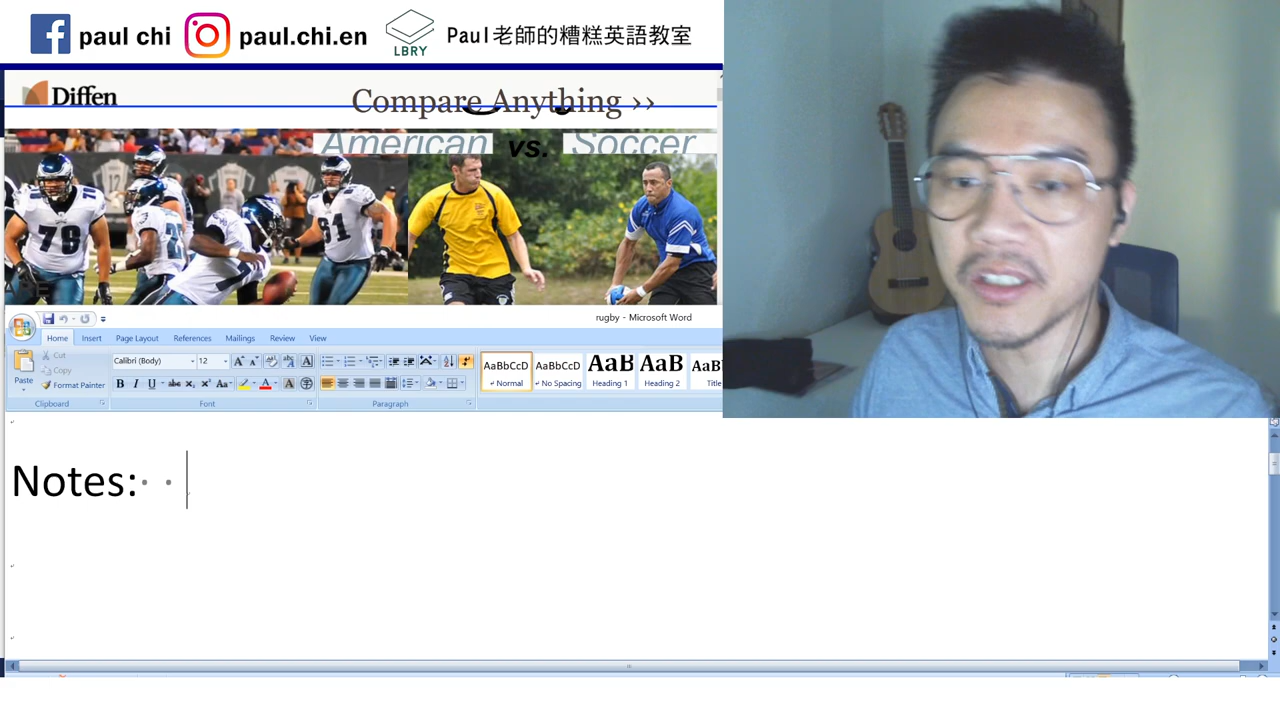 paul chi
paul.chi.en
LBRY
Paul老師的糟糕英語教室
Diffen
Compare Anything ››
American vs. Soccer
78
81
rugby - Microsoft Word
Home Insert Page Layout References Mailings Review View
Paste
Cut
Copy
Format Painter
Calibri (Body) 12
AaBbCcD AaBbCcD AaB AaB AaB
Normal No Spacing Heading 1 Heading 2 Title
Clipboard Font Paragraph
Notes: